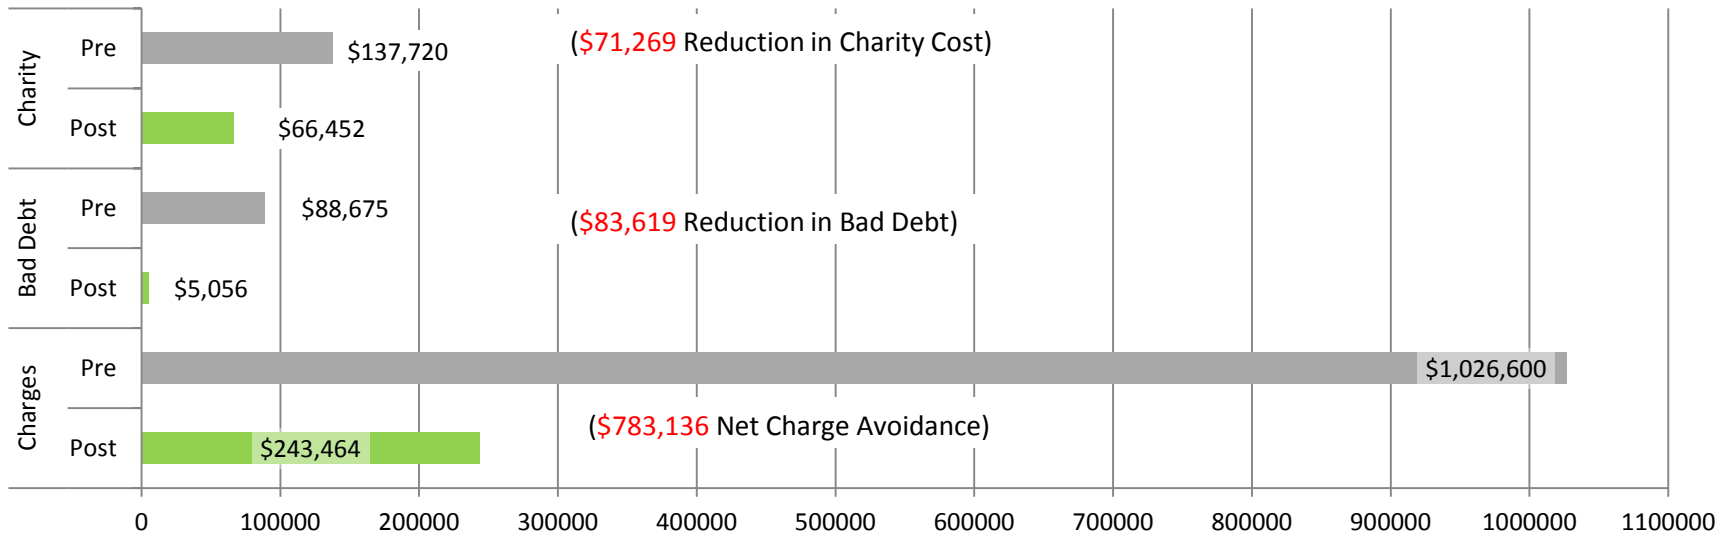 Charity
Pre
$137,720
($71,269 Reduction in Charity Cost)
Post
$66,452
Bad Debt
Pre
$88,675
($83,619 Reduction in Bad Debt)
Post
$5,056
Charges
Pre
$1,026,600
($783,136 Net Charge Avoidance)
Post
$243,464
0 100000 200000 300000 400000 500000 600000 700000 800000 900000 1000000 1100000